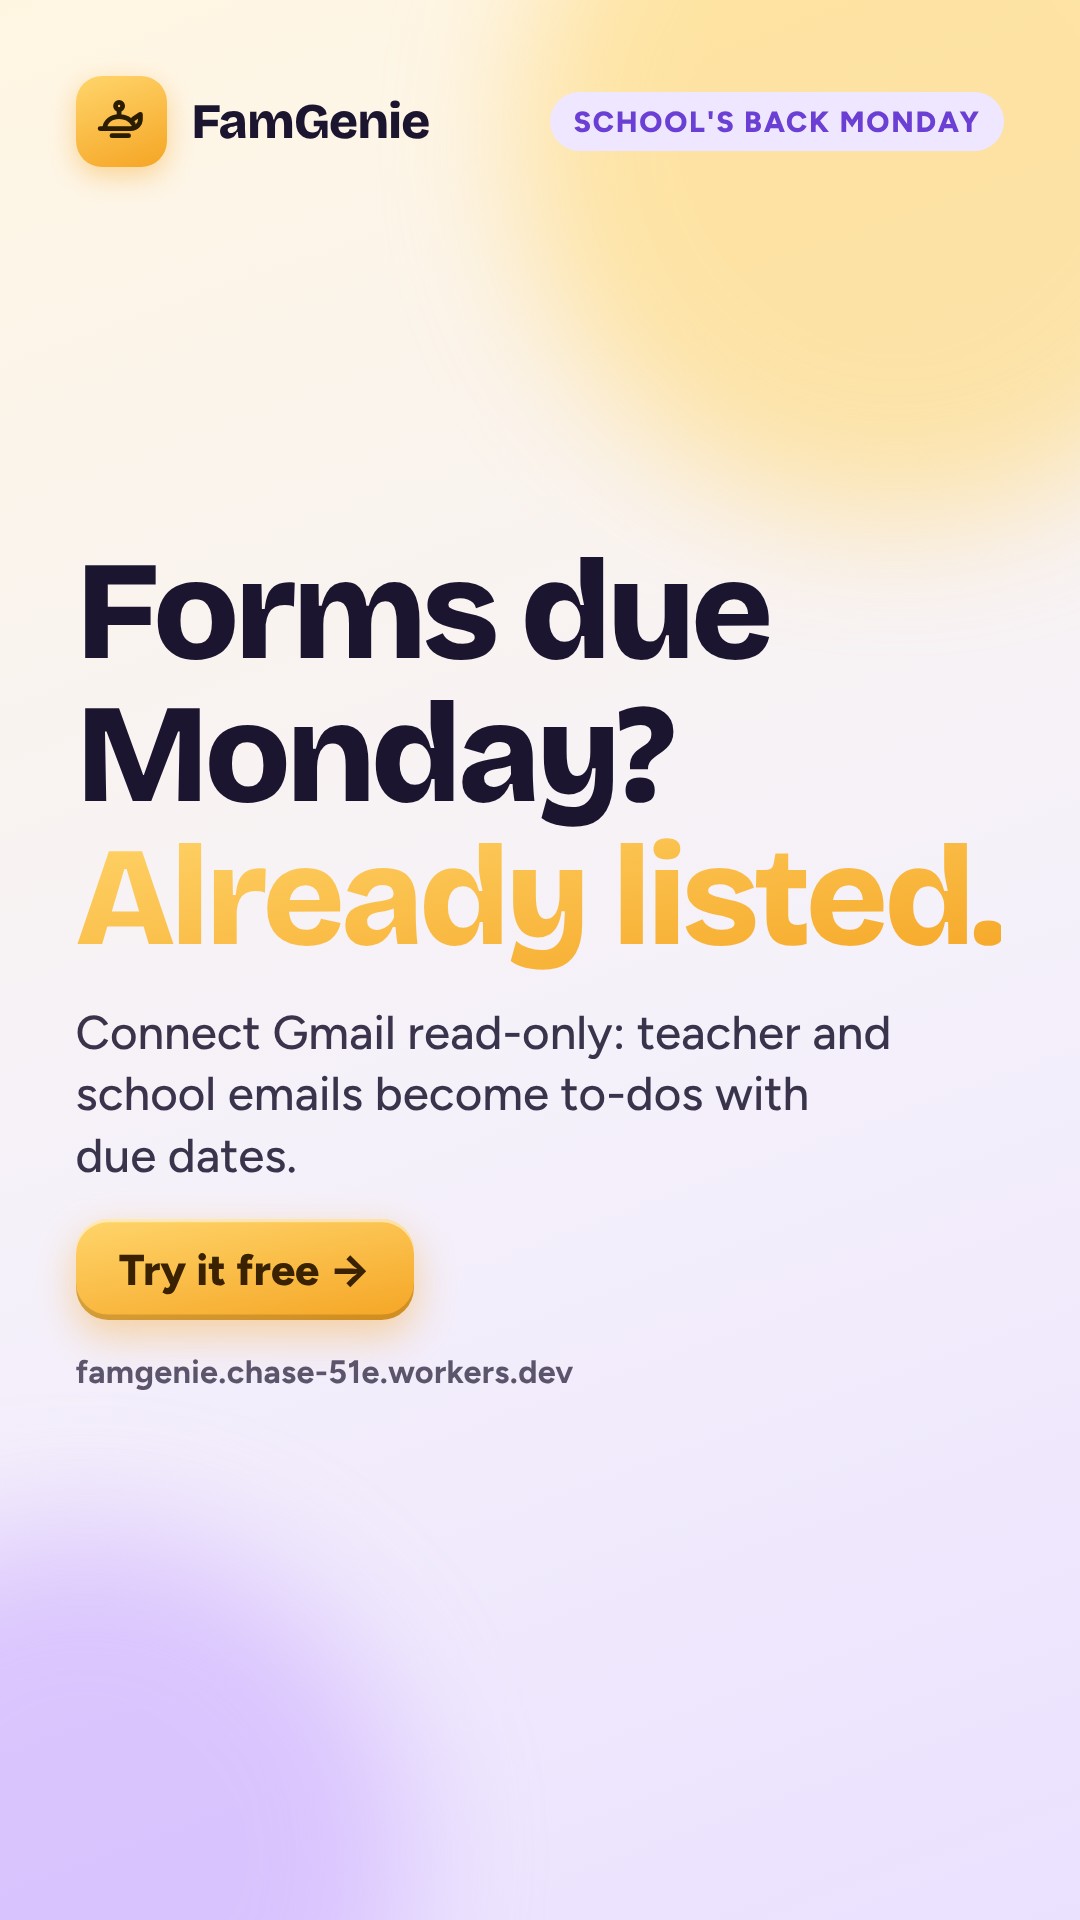 FamGenie
SCHOOL'S BACK MONDAY
Forms due
Monday?
Already listed.
Connect Gmail read-only: teacher and
school emails become to-dos with
due dates.
Try it free →
famgenie.chase-51e.workers.dev